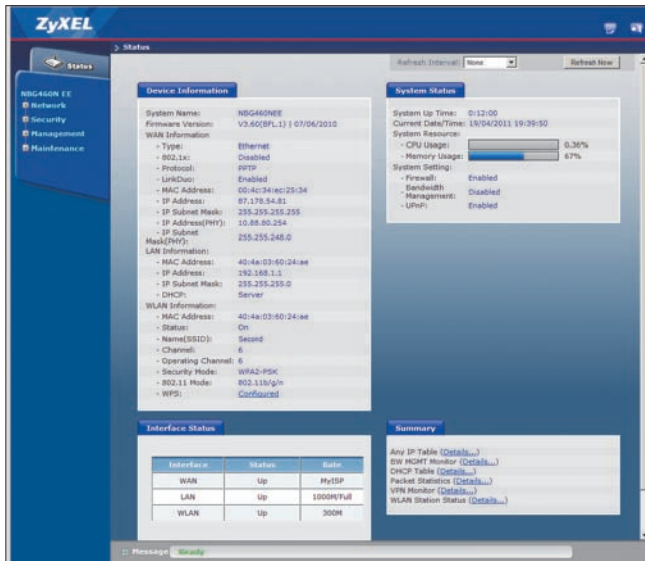 ZyXEL
Status
> Status
Refresh Interval: None Refresh Now
NBG460N EE
Network
Security
Management
Maintenance
Device Information
System Name: NBG460NEE
Firmware Version: V3.60(BFL.1) | 07/06/2010
WAN Information
- Type: Ethernet
- 802.1x: Disabled
- Protocol: PPTP
- LinkDuo: Enabled
- MAC Address: 00:4c:34:ec:25:34
- IP Address: 87.178.54.81
- IP Subnet Mask: 255.255.255.255
- IP Address(PHY): 10.88.80.254
- IP Subnet Mask(PHY): 255.255.248.0
LAN Information:
- MAC Address: 40:4a:03:60:24:ae
- IP Address: 192.168.1.1
- IP Subnet Mask: 255.255.255.0
- DHCP: Server
WLAN Information:
- MAC Address: 40:4a:03:60:24:ae
- Status: On
- Name(SSID): Second
- Channel: 6
- Operating Channel: 6
- Security Mode: WPA2-PSK
- 802.11 Mode: 802.11b/g/n
- WPS: Configured
System Status
System Up Time: 0:12:00
Current Date/Time: 19/04/2011 19:39:50
System Resource:
- CPU Usage: 0.36%
- Memory Usage: 67%
System Setting:
- Firewall: Enabled
- Bandwidth Management: Disabled
- UPnP: Enabled
Interface Status
Interface Status Rate
WAN Up MyISP
LAN Up 1000M/Full
WLAN Up 300M
Summary
Any IP Table (Details...)
BW MGMT Monitor (Details...)
DHCP Table (Details...)
Packet Statistics (Details...)
VPN Monitor (Details...)
WLAN Station Status (Details...)
Message Ready